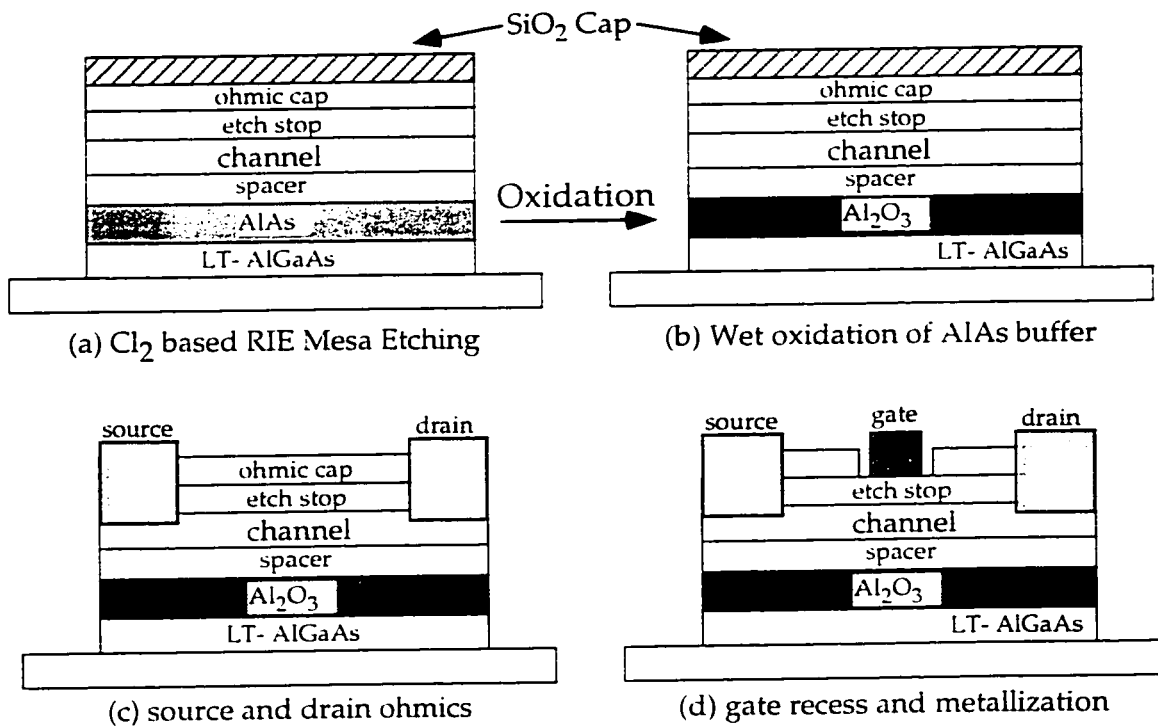 SiO2 Cap
ohmic cap
etch stop
channel
spacer
AlAs
LT- AlGaAs
(a) Cl2 based RIE Mesa Etching
Oxidation
ohmic cap
etch stop
channel
spacer
Al2O3
LT- AlGaAs
(b) Wet oxidation of AlAs buffer
source
drain
ohmic cap
etch stop
channel
spacer
Al2O3
LT- AlGaAs
(c) source and drain ohmics
source
gate
drain
etch stop
channel
spacer
Al2O3
LT- AlGaAs
(d) gate recess and metallization